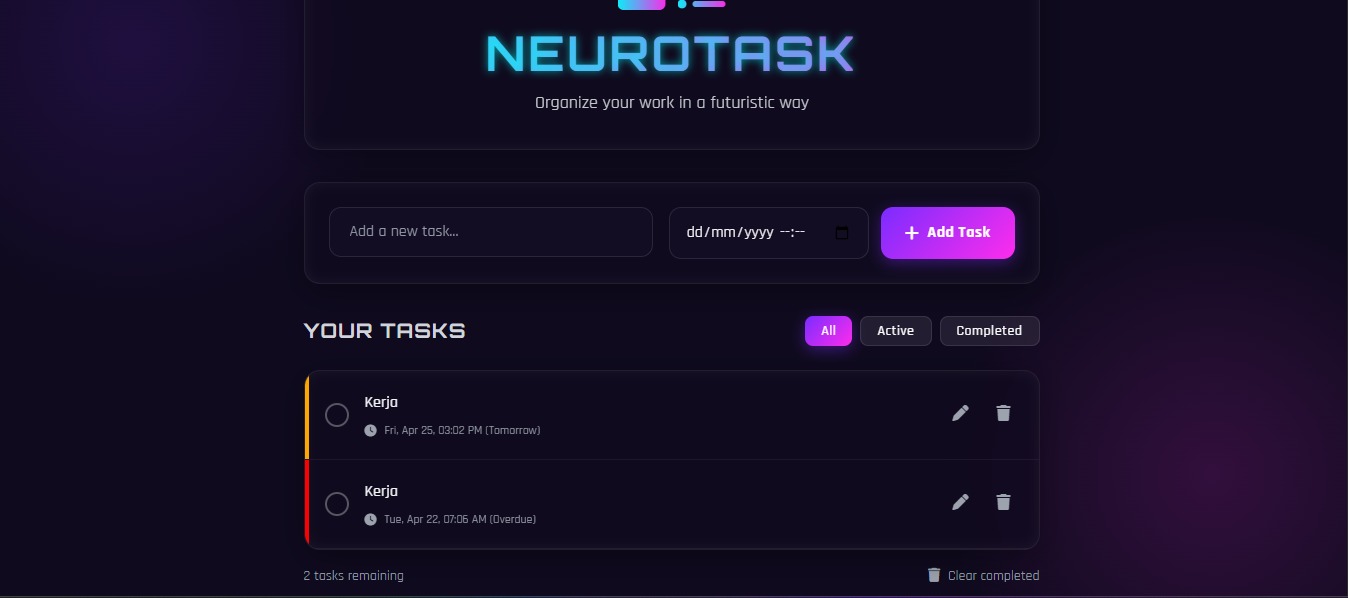 NEUROTASK
Organize your work in a futuristic way
Add a new task...
dd/mm/yyyy --:--
Add Task
YOUR TASKS
All
Active
Completed
Kerja
Fri, Apr 25, 03:02 PM (Tomorrow)
Kerja
Tue, Apr 22, 07:06 AM (Overdue)
2 tasks remaining
Clear completed